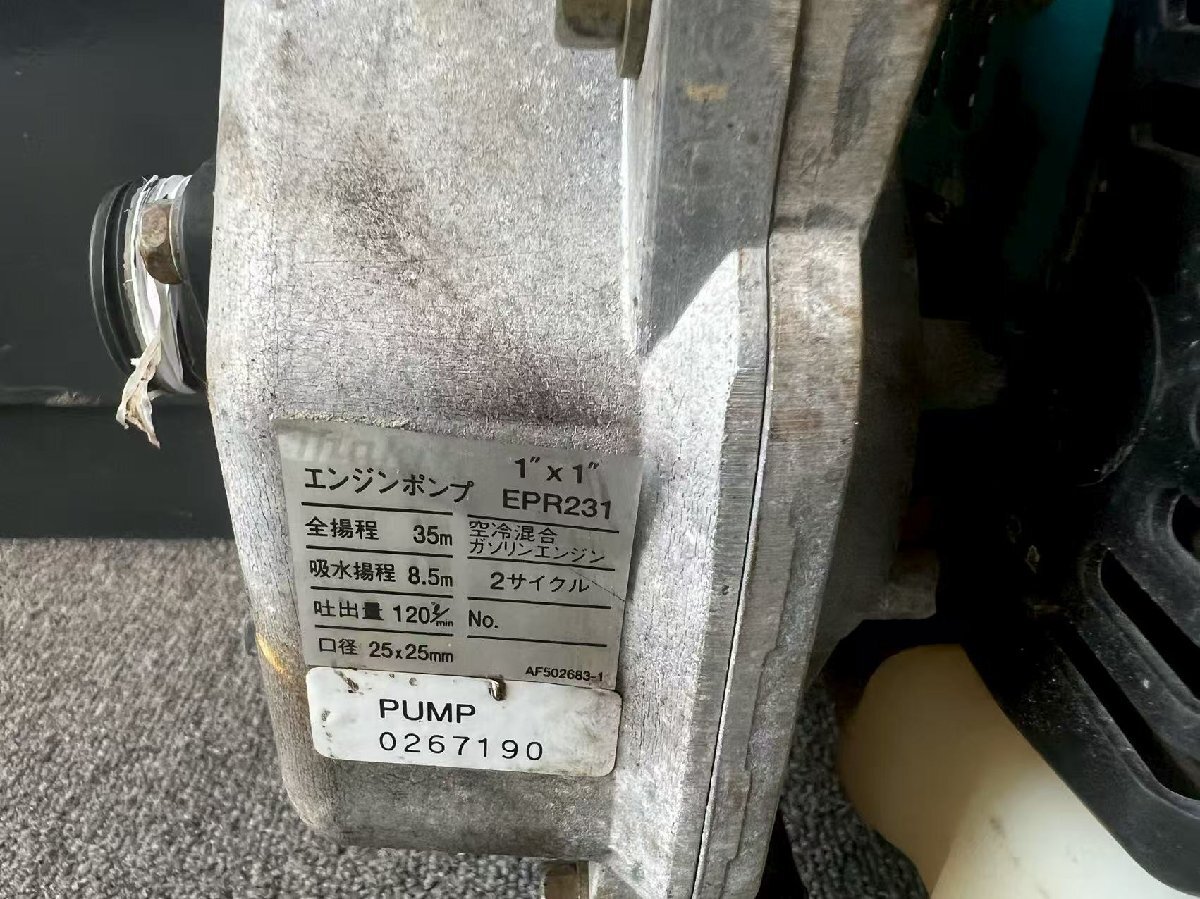 1" x 1"
エンジンポンプ EPR231
全揚程 35m 空冷混合
ガソリンエンジン
吸水揚程 8.5m 2サイクル
吐出量 120ℓ/min No.
口径 25x25mm
AF502683-1
PUMP
0267190